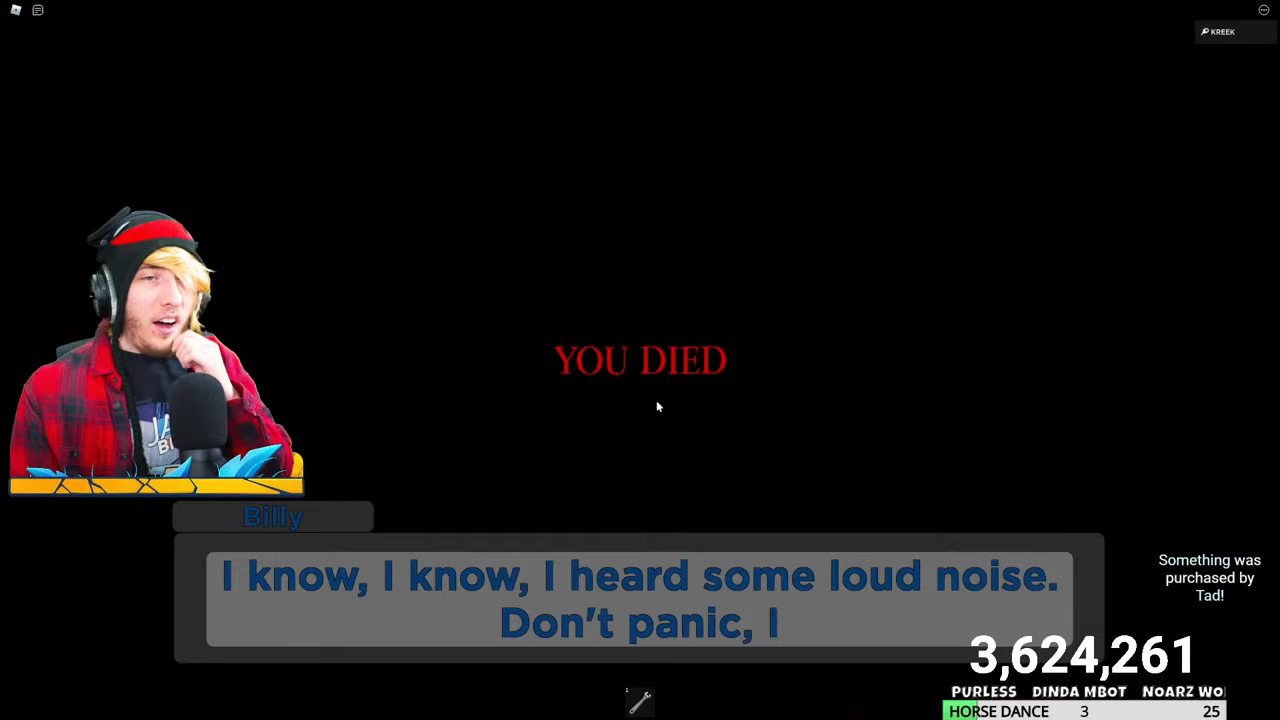 KREEK
YOU DIED
Billy
I know, I know, I heard some loud noise.
Don't panic, I
Something was
purchased by
Tad!
3,624,261
PURLESS DINDA MBOT NOARZ WO
HORSE DANCE 3 25
1